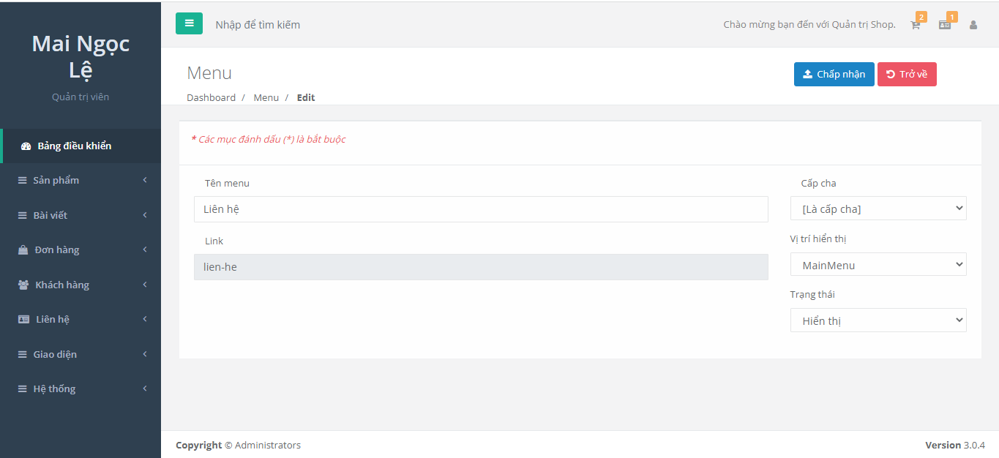 Mai Ngọc
Lệ
Quản trị viên
Bảng điều khiển
Sản phẩm
Bài viết
Đơn hàng
Khách hàng
Liên hệ
Giao diện
Hệ thống
Nhập để tìm kiếm
Chào mừng bạn đến với Quản trị Shop.
2
1
Menu
Chấp nhận
Trở về
Dashboard / Menu / Edit
* Các mục đánh dấu (*) là bắt buộc
Tên menu
Liên hệ
Link
lien-he
Cấp cha
[Là cấp cha]
Vị trí hiển thị
MainMenu
Trạng thái
Hiển thị
Copyright © Administrators
Version 3.0.4